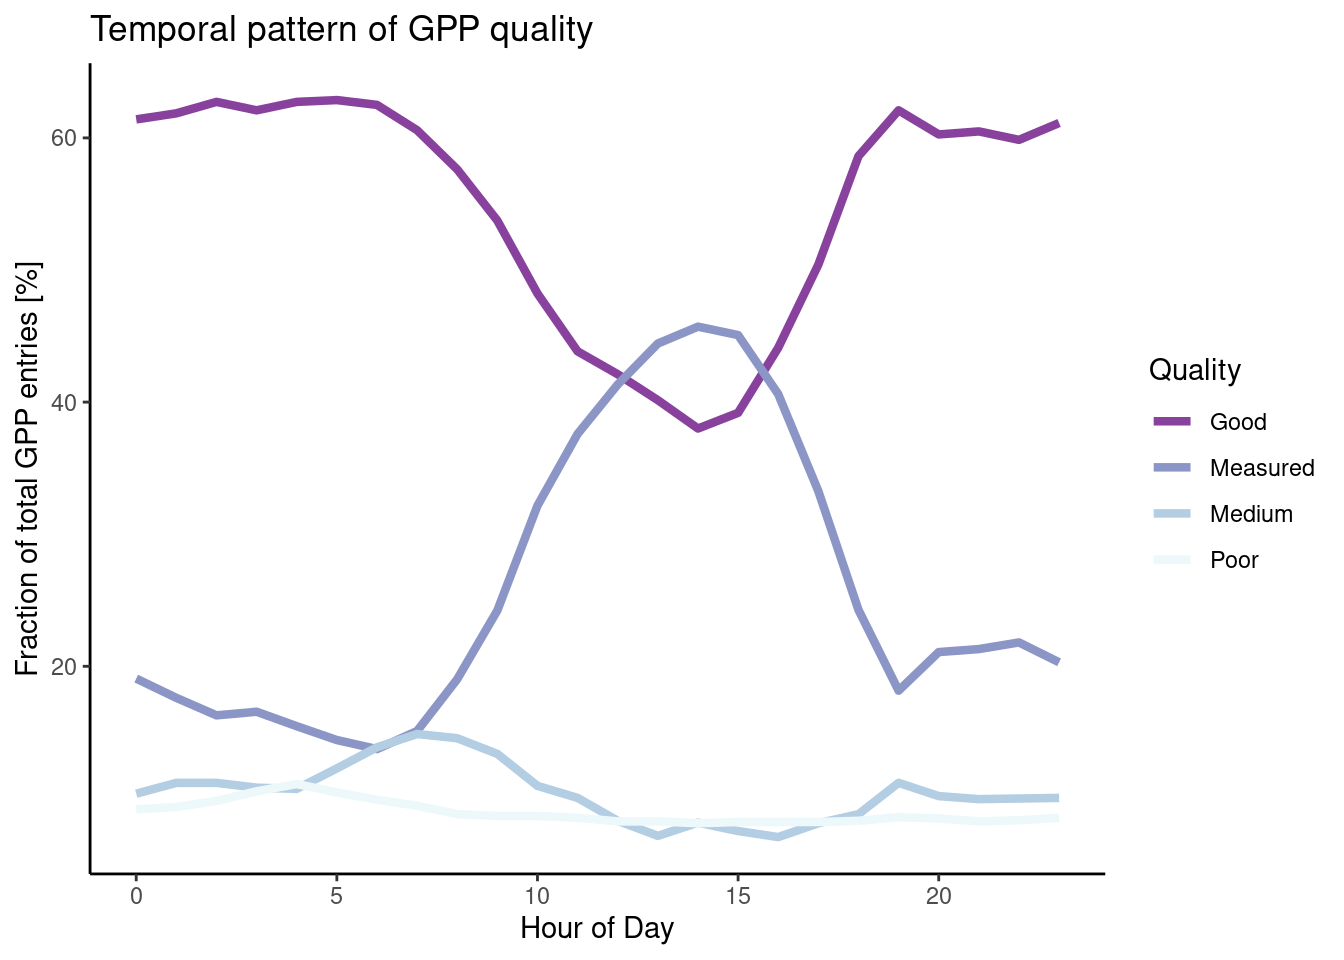 Temporal pattern of GPP quality
Fraction of total GPP entries [%]
60
40
20
0
5
10
15
20
Hour of Day
Quality
Good
Measured
Medium
Poor